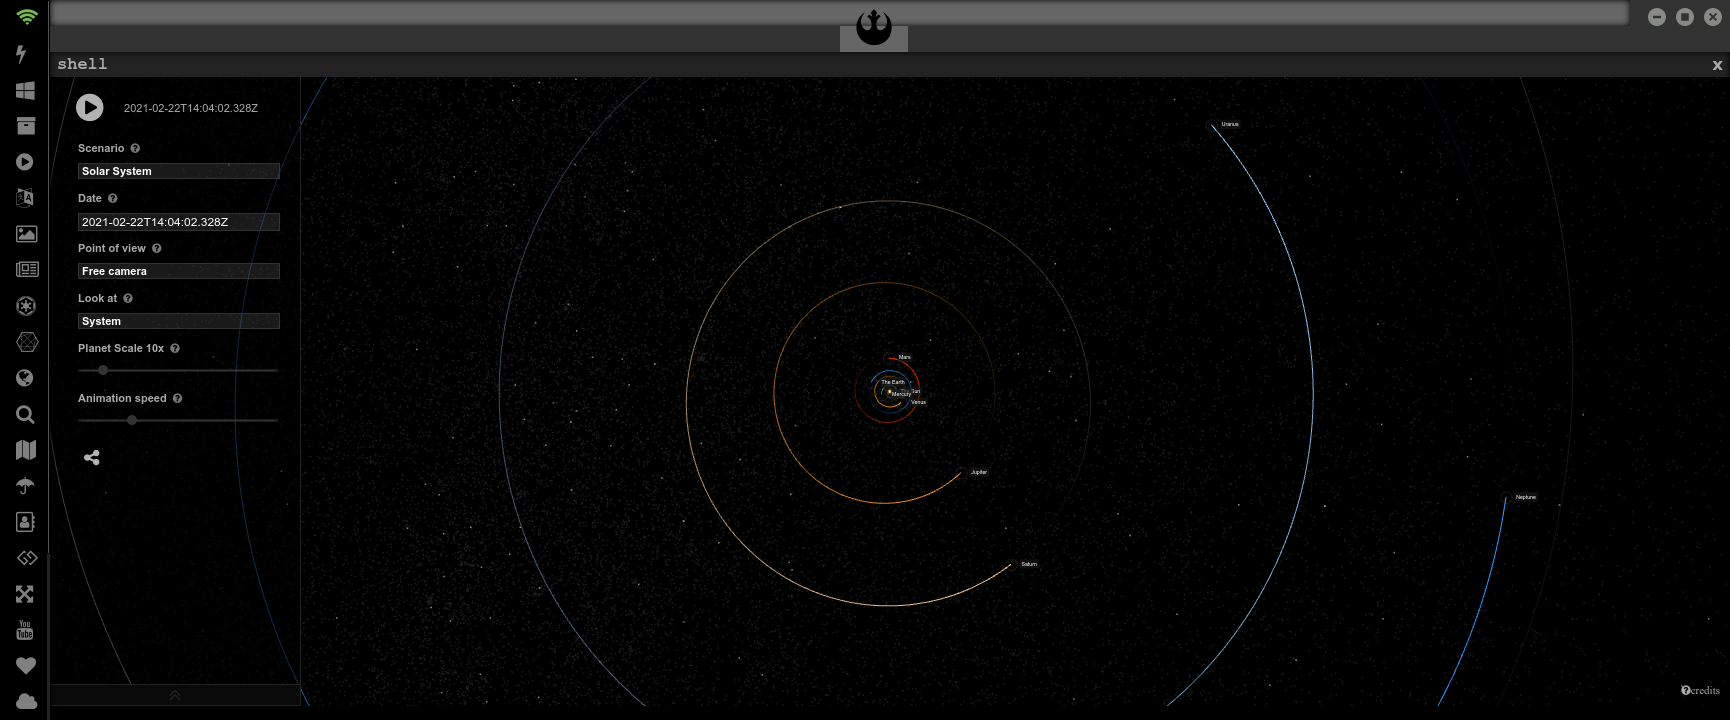 shell
x
2021-02-22T14:04:02.328Z
Scenario
Solar System
Date
2021-02-22T14:04:02.328Z
Point of view
Free camera
Look at
System
Planet Scale 10x
Animation speed
Uranus
Mars
The Earth
Mercury
Venus
Jupiter
Neptune
Saturn
You
Tube
credits